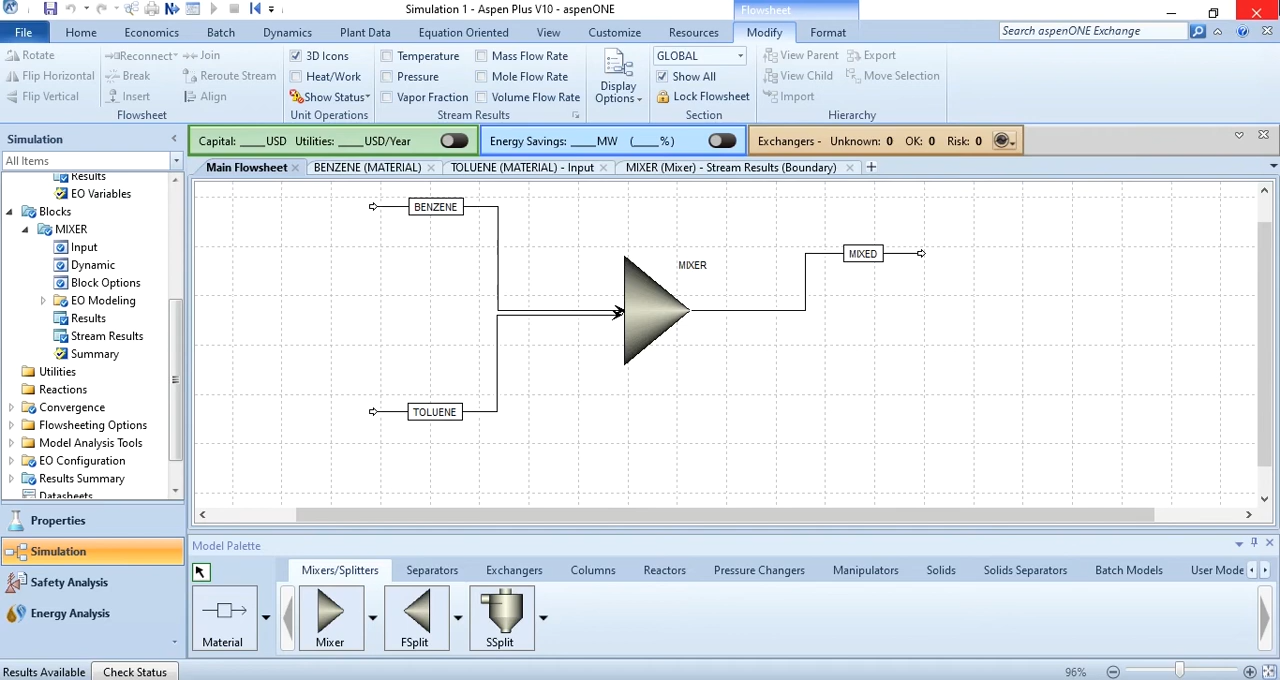 Simulation 1 - Aspen Plus V10 - aspenONE
Flowsheet
File Home Economics Batch Dynamics Plant Data Equation Oriented View Customize Resources Modify Format Search aspenONE Exchange
Rotate Reconnect Join 3D Icons Temperature Mass Flow Rate GLOBAL View Parent Export
Flip Horizontal Break Reroute Stream Heat/Work Pressure Mole Flow Rate Display Options Show All View Child Move Selection
Flip Vertical Insert Align Show Status Vapor Fraction Volume Flow Rate Lock Flowsheet Import
Flowsheet Unit Operations Stream Results Section Hierarchy
Simulation
Capital: ____USD Utilities: ____USD/Year Energy Savings: ____MW (____%) Exchangers - Unknown: 0 OK: 0 Risk: 0
All Items
Main Flowsheet BENZENE (MATERIAL) TOLUENE (MATERIAL) - Input MIXER (Mixer) - Stream Results (Boundary)
Results
EO Variables
Blocks
MIXER
Input
Dynamic
Block Options
EO Modeling
Results
Stream Results
Summary
Utilities
Reactions
Convergence
Flowsheeting Options
Model Analysis Tools
EO Configuration
Results Summary
Datasheets
Properties
Simulation
Safety Analysis
Energy Analysis
BENZENE
MIXER
MIXED
TOLUENE
Model Palette
Mixers/Splitters Separators Exchangers Columns Reactors Pressure Changers Manipulators Solids Solids Separators Batch Models User Mode
Material Mixer FSplit SSplit
Results Available Check Status 96%